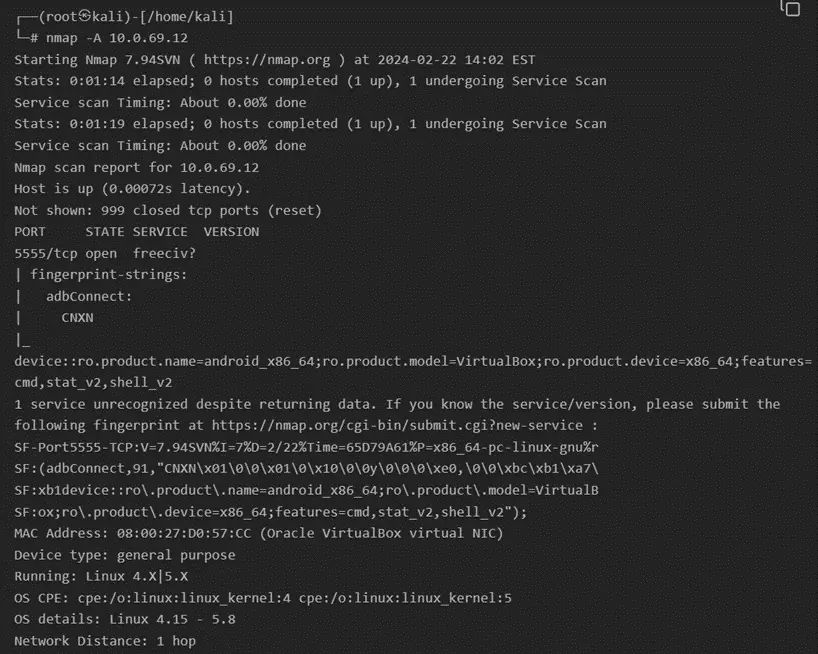 ┌──(root㉿kali)-[/home/kali]
└─# nmap -A 10.0.69.12
Starting Nmap 7.94SVN ( https://nmap.org ) at 2024-02-22 14:02 EST
Stats: 0:01:14 elapsed; 0 hosts completed (1 up), 1 undergoing Service Scan
Service scan Timing: About 0.00% done
Stats: 0:01:19 elapsed; 0 hosts completed (1 up), 1 undergoing Service Scan
Service scan Timing: About 0.00% done
Nmap scan report for 10.0.69.12
Host is up (0.00072s latency).
Not shown: 999 closed tcp ports (reset)
PORT     STATE SERVICE  VERSION
5555/tcp open  freeciv?
| fingerprint-strings:
|   adbConnect:
|     CNXN
|_
device::ro.product.name=android_x86_64;ro.product.model=VirtualBox;ro.product.device=x86_64;features=
cmd,stat_v2,shell_v2
1 service unrecognized despite returning data. If you know the service/version, please submit the
following fingerprint at https://nmap.org/cgi-bin/submit.cgi?new-service :
SF-Port5555-TCP:V=7.94SVN%I=7%D=2/22%Time=65D79A61%P=x86_64-pc-linux-gnu%r
SF:(adbConnect,91,"CNXN\x01\0\0\x01\0\x10\0\0y\0\0\0\xe0,\0\0\xbc\xb1\xa7\
SF:xb1device::ro\.product\.name=android_x86_64;ro\.product\.model=VirtualB
SF:ox;ro\.product\.device=x86_64;features=cmd,stat_v2,shell_v2");
MAC Address: 08:00:27:D0:57:CC (Oracle VirtualBox virtual NIC)
Device type: general purpose
Running: Linux 4.X|5.X
OS CPE: cpe:/o:linux:linux_kernel:4 cpe:/o:linux:linux_kernel:5
OS details: Linux 4.15 - 5.8
Network Distance: 1 hop